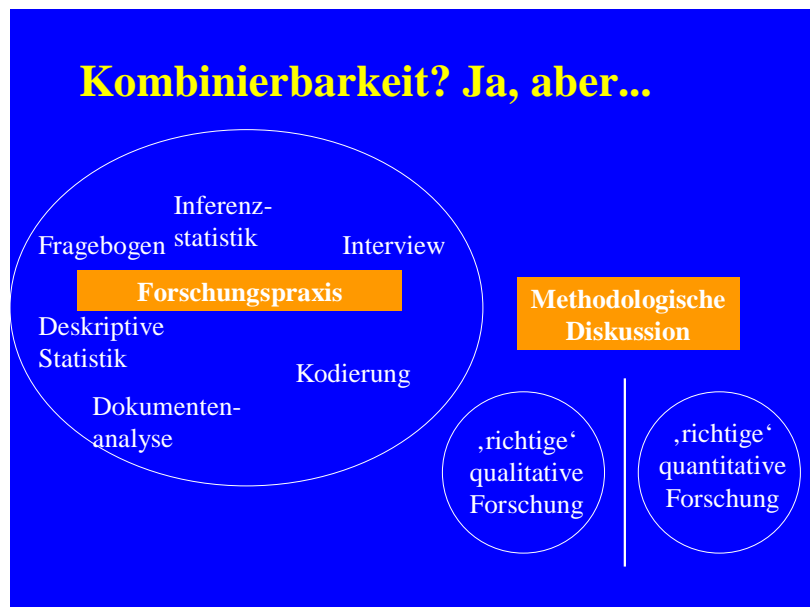 Kombinierbarkeit? Ja, aber...
Inferenz-
statistik
Fragebogen
Interview
Forschungspraxis
Deskriptive
Statistik
Kodierung
Dokumenten-
analyse
Methodologische
Diskussion
‚richtige‘
qualitative
Forschung
‚richtige‘
quantitative
Forschung